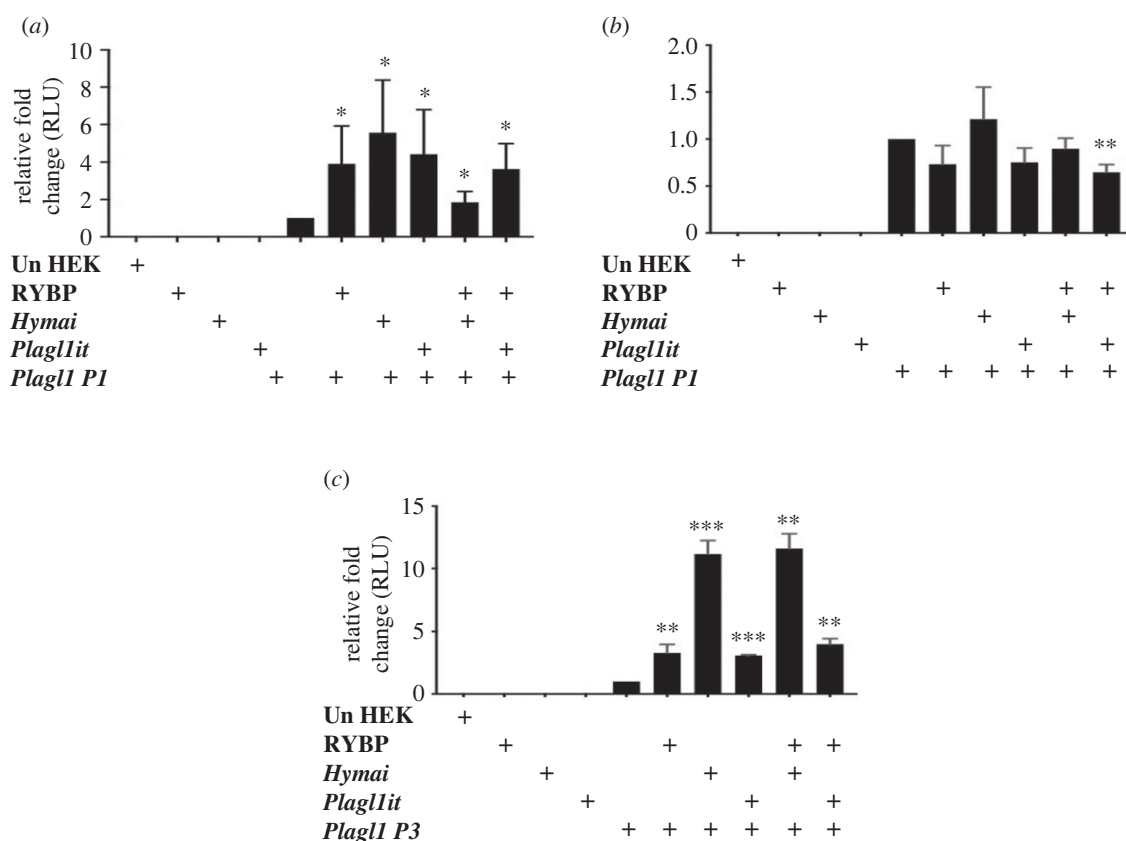 (a)
relative fold
change (RLU)
10
8
6
4
2
0
* * * * *
Un HEK +
RYBP + + + +
Hymai + + +
Plagl1it + + +
Plagl1 P1 + + + + + +
(b)
2.0
1.5
1.0
0.5
0
**
Un HEK +
RYBP + + + +
Hymai + + +
Plagl1it + + +
Plagl1 P1 + + + + + +
(c)
relative fold
change (RLU)
15
10
5
0
** *** *** ** **
Un HEK +
RYBP + + + +
Hymai + + +
Plagl1it + + +
Plagl1 P3 + + + + + +